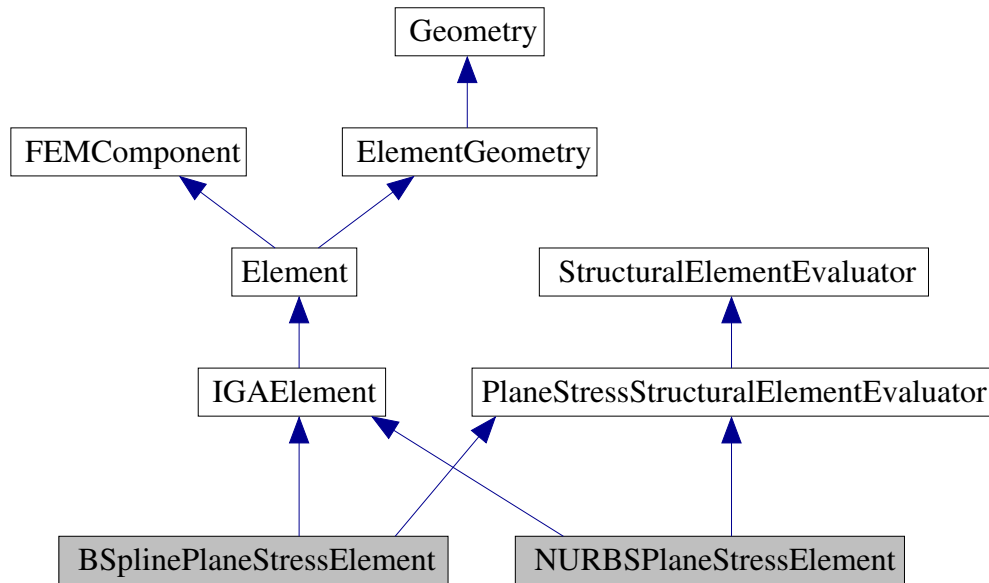 Geometry
FEMComponent
ElementGeometry
Element
StructuralElementEvaluator
IGAElement
PlaneStressStructuralElementEvaluator
BSplinePlaneStressElement
NURBSPlaneStressElement